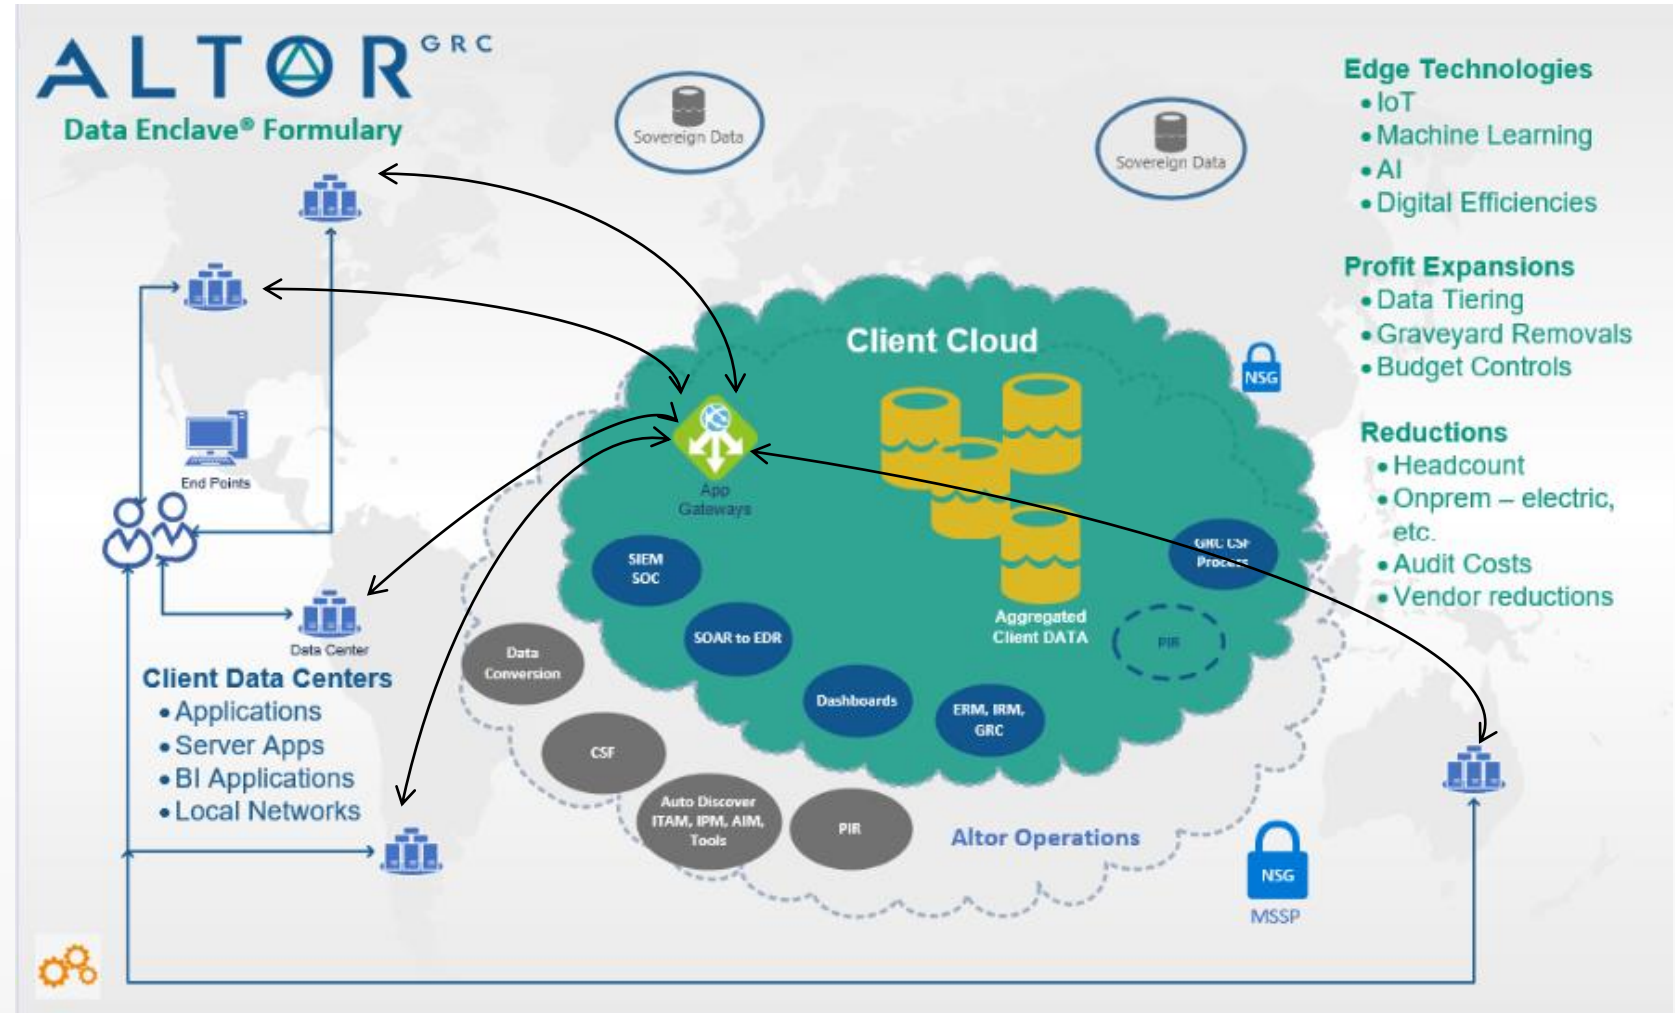 ALTOR GRC
Data Enclave® Formulary
Sovereign Data
Sovereign Data
Edge Technologies
• IoT
• Machine Learning
• AI
• Digital Efficiencies
Profit Expansions
• Data Tiering
• Graveyard Removals
• Budget Controls
Reductions
• Headcount
• Onprem – electric,
etc.
• Audit Costs
• Vendor reductions
Client Cloud
NSG
End Points
App
Gateways
SIEM
SOC
SOAR to EDR
Dashboards
ERM, IRM,
GRC
GRC CSF
Process
PIR
Aggregated
Client DATA
Data Center
Client Data Centers
• Applications
• Server Apps
• BI Applications
• Local Networks
Data
Conversion
CSF
Auto Discover
ITAM, IPM, AIM,
Tools
PIR
Altor Operations
NSG
MSSP